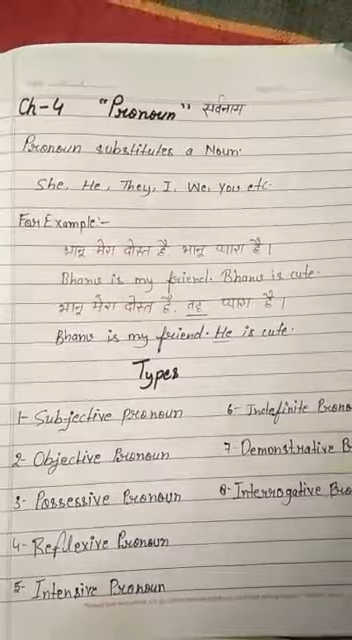 Ch-4 "Pronoun" सर्वनाम
Pronoun substitutes a Noun.
She, He, They, I, We, You etc.
For Example:-
भानू मेरा दोस्त है भानू प्यारा है।
Bhanu is my friend. Bhanu is cute.
भानू मेरा दोस्त है. वह प्यारा है।
Bhanu is my friend. He is cute.
Types
1- Subjective Pronoun
2- Objective Pronoun
3- Possessive Pronoun
4- Reflexive Pronoun
5- Intensive Pronoun
6- Indefinite Prono
7- Demonstrative P
8- Interrogative Pro